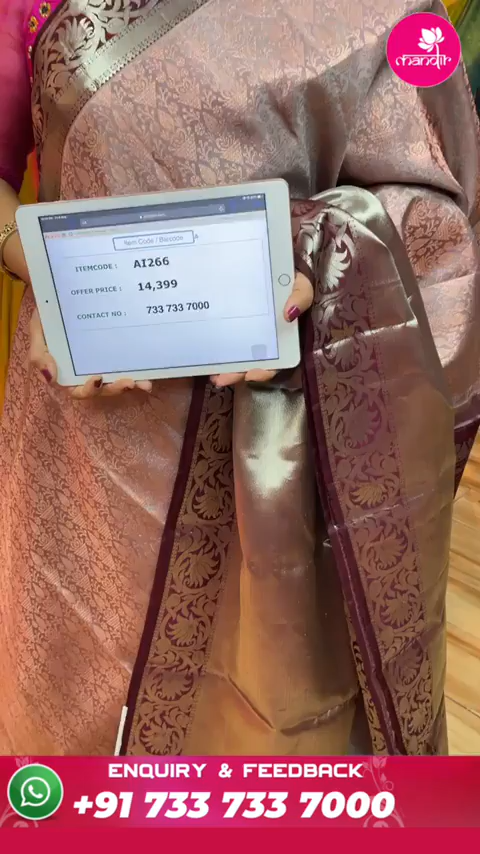 mandir
Item Code / Barcode
ITEMCODE : AI266
OFFER PRICE : 14,399
CONTACT NO : 733 733 7000
ENQUIRY & FEEDBACK
+91 733 733 7000